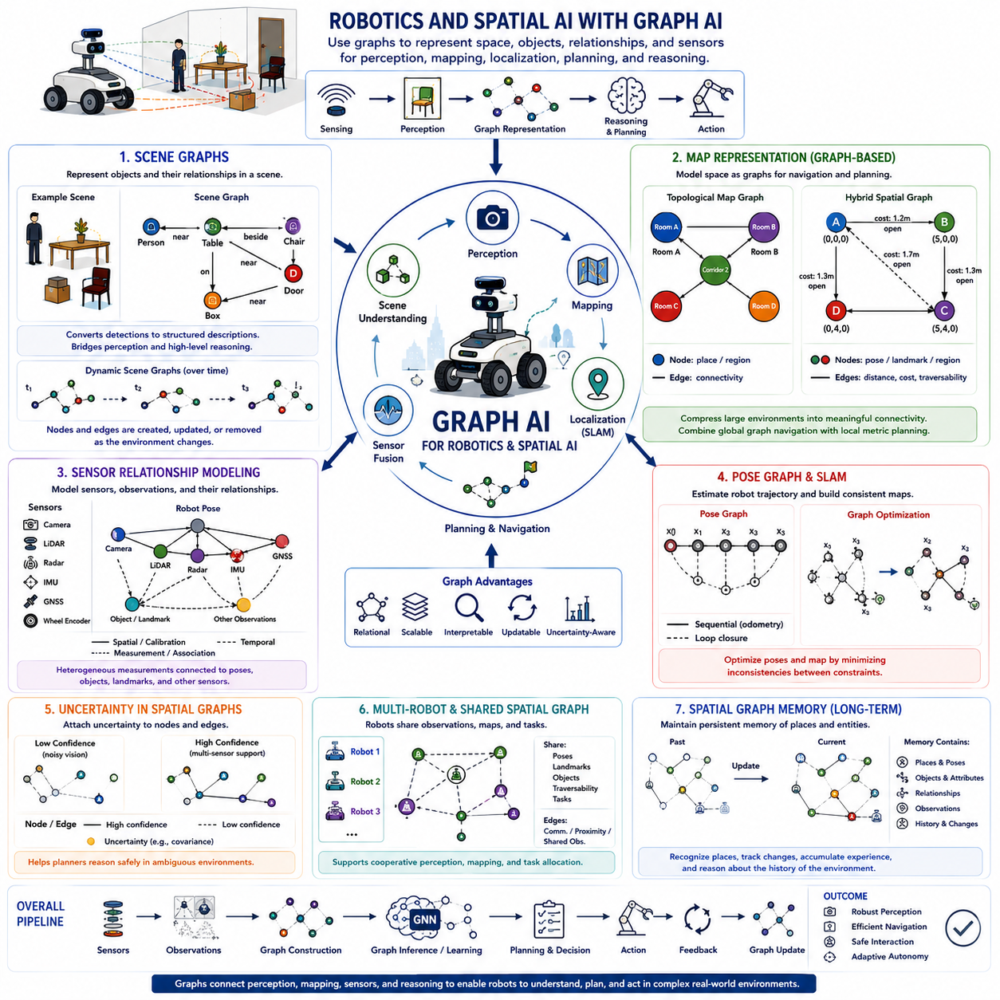 ROBOTICS AND SPATIAL AI WITH GRAPH AI
Use graphs to represent space, objects, relationships, and sensors
for perception, mapping, localization, planning, and reasoning.
Sensing
Perception
Graph Representation
Reasoning
& Planning
Action
1. SCENE GRAPHS
Represent objects and their relationships in a scene.
Example Scene
Scene Graph
Person
near
Table
beside
Chair
near
on
D
Door
near
Box
Converts detections to structured descriptions.
Bridges perception and high-level reasoning.
Dynamic Scene Graphs (over time)
t1
t2
t3
Nodes and edges are created, updated, or removed
as the environment changes.
2. MAP REPRESENTATION (GRAPH-BASED)
Model space as graphs for navigation and planning.
Topological Map Graph
Room A
Room B
Room A
Room B
Corridor 2
Room C
Room D
Node: place / region
Edge: connectivity
Hybrid Spatial Graph
A
cost: 1.2m
open
B
(0,0,0)
(5,0,0)
cost: 1.7m
open
cost: 1.3m
open
cost: 1.3m
open
D
C
(0,4,0)
(5,4,0)
Nodes: pose / landmark / region
Edges: distance, cost, traversability
Compress large environments into meaningful connectivity.
Combine global graph navigation with local metric planning.
Perception
Scene
Understanding
Mapping
Localization
(SLAM)
Sensor
Fusion
GRAPH AI
FOR ROBOTICS & SPATIAL AI
Planning & Navigation
Graph Advantages
Relational
Scalable
Interpretable
Updatable
Uncertainty-Aware
3. SENSOR RELATIONSHIP MODELING
Model sensors, observations, and their relationships.
Sensors
Camera
LiDAR
Radar
IMU
GNSS
Wheel Encoder
Robot Pose
Camera
LiDAR
Radar
IMU
GNSS
Object / Landmark
Other Observations
Spatial / Calibration
Temporal
Measurement / Association
Heterogeneous measurements connected to poses,
objects, landmarks, and other sensors.
4. POSE GRAPH & SLAM
Estimate robot trajectory and build consistent maps.
Pose Graph
x1
x3
x3
x3
Sequential (odometry)
Loop closure
Graph Optimization
x3
x3
x2
x3
x3
Optimize poses and map by minimizing
inconsistencies between constraints.
5. UNCERTAINTY IN SPATIAL GRAPHS
Attach uncertainty to nodes and edges.
Low Confidence
(noisy vision)
High Confidence
(multi-sensor support)
Node / Edge
High confidence
Low confidence
Uncertainty (e.g., covariance)
Helps planners reason safely in ambiguous environments.
6. MULTI-ROBOT & SHARED SPATIAL GRAPH
Robots share observations, maps, and tasks.
Robot 1
Robot 2
Robot 3
...
Share:
Poses
Landmarks
Objects
Traversability
Tasks
Edges:
Comm. / Proximity /
Shared Obs.
Supports cooperative perception, mapping, and task allocation.
7. SPATIAL GRAPH MEMORY (LONG-TERM)
Maintain persistent memory of places and entities.
Past
Update
Current
Memory Contains:
Places & Poses
Objects & Attributes
Relationships
Observations
History & Changes
Recognize places, track changes, accumulate experience,
and reason about the history of the environment.
OVERALL
PIPELINE
Sensors
Observations
Graph Construction
GNN
Graph Inference / Learning
Planning & Decision
Action
Feedback
Graph Update
OUTCOME
Robust Perception
Efficient Navigation
Safe Interaction
Adaptive Autonomy
Graphs connect perception, mapping, sensors, and reasoning to enable robots to understand, plan, and act in complex real-world environments.